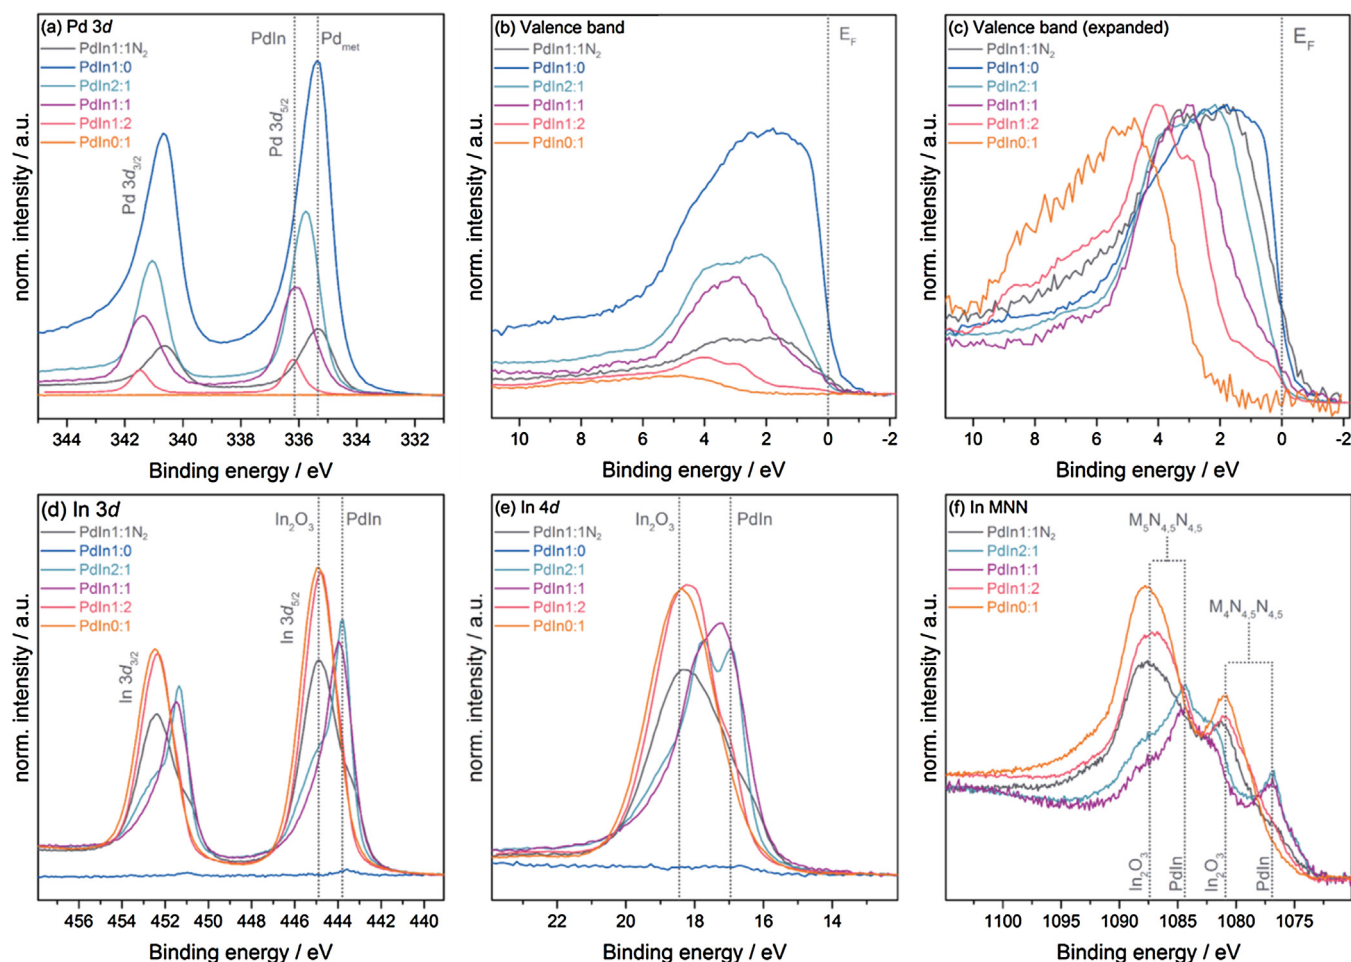 (a) Pd 3d
PdIn1:1N₂
PdIn1:0
PdIn2:1
PdIn1:1
PdIn1:2
PdIn0:1
PdIn
Pd_met
Pd 3d₃/₂
Pd 3d₅/₂
norm. intensity / a.u.
344 342 340 338 336 334 332
Binding energy / eV
(b) Valence band
PdIn1:1N₂
PdIn1:0
PdIn2:1
PdIn1:1
PdIn1:2
PdIn0:1
E_F
norm. intensity / a.u.
10 8 6 4 2 0 -2
Binding energy / eV
(c) Valence band (expanded)
PdIn1:1N₂
PdIn1:0
PdIn2:1
PdIn1:1
PdIn1:2
PdIn0:1
E_F
norm. intensity / a.u.
10 8 6 4 2 0 -2
Binding energy / eV
(d) In 3d
PdIn1:1N₂
PdIn1:0
PdIn2:1
PdIn1:1
PdIn1:2
PdIn0:1
In₂O₃
PdIn
In 3d₃/₂
In 3d₅/₂
norm. intensity / a.u.
456 454 452 450 448 446 444 442 440
Binding energy / eV
(e) In 4d
PdIn1:1N₂
PdIn1:0
PdIn2:1
PdIn1:1
PdIn1:2
PdIn0:1
In₂O₃
PdIn
norm. intensity / a.u.
22 20 18 16 14
Binding energy / eV
(f) In MNN
PdIn1:1N₂
PdIn2:1
PdIn1:1
PdIn1:2
PdIn0:1
M₅N₄,₅N₄,₅
M₄N₄,₅N₄,₅
In₂O₃
PdIn
In₂O₃
PdIn
norm. intensity / a.u.
1100 1095 1090 1085 1080 1075
Binding energy / eV